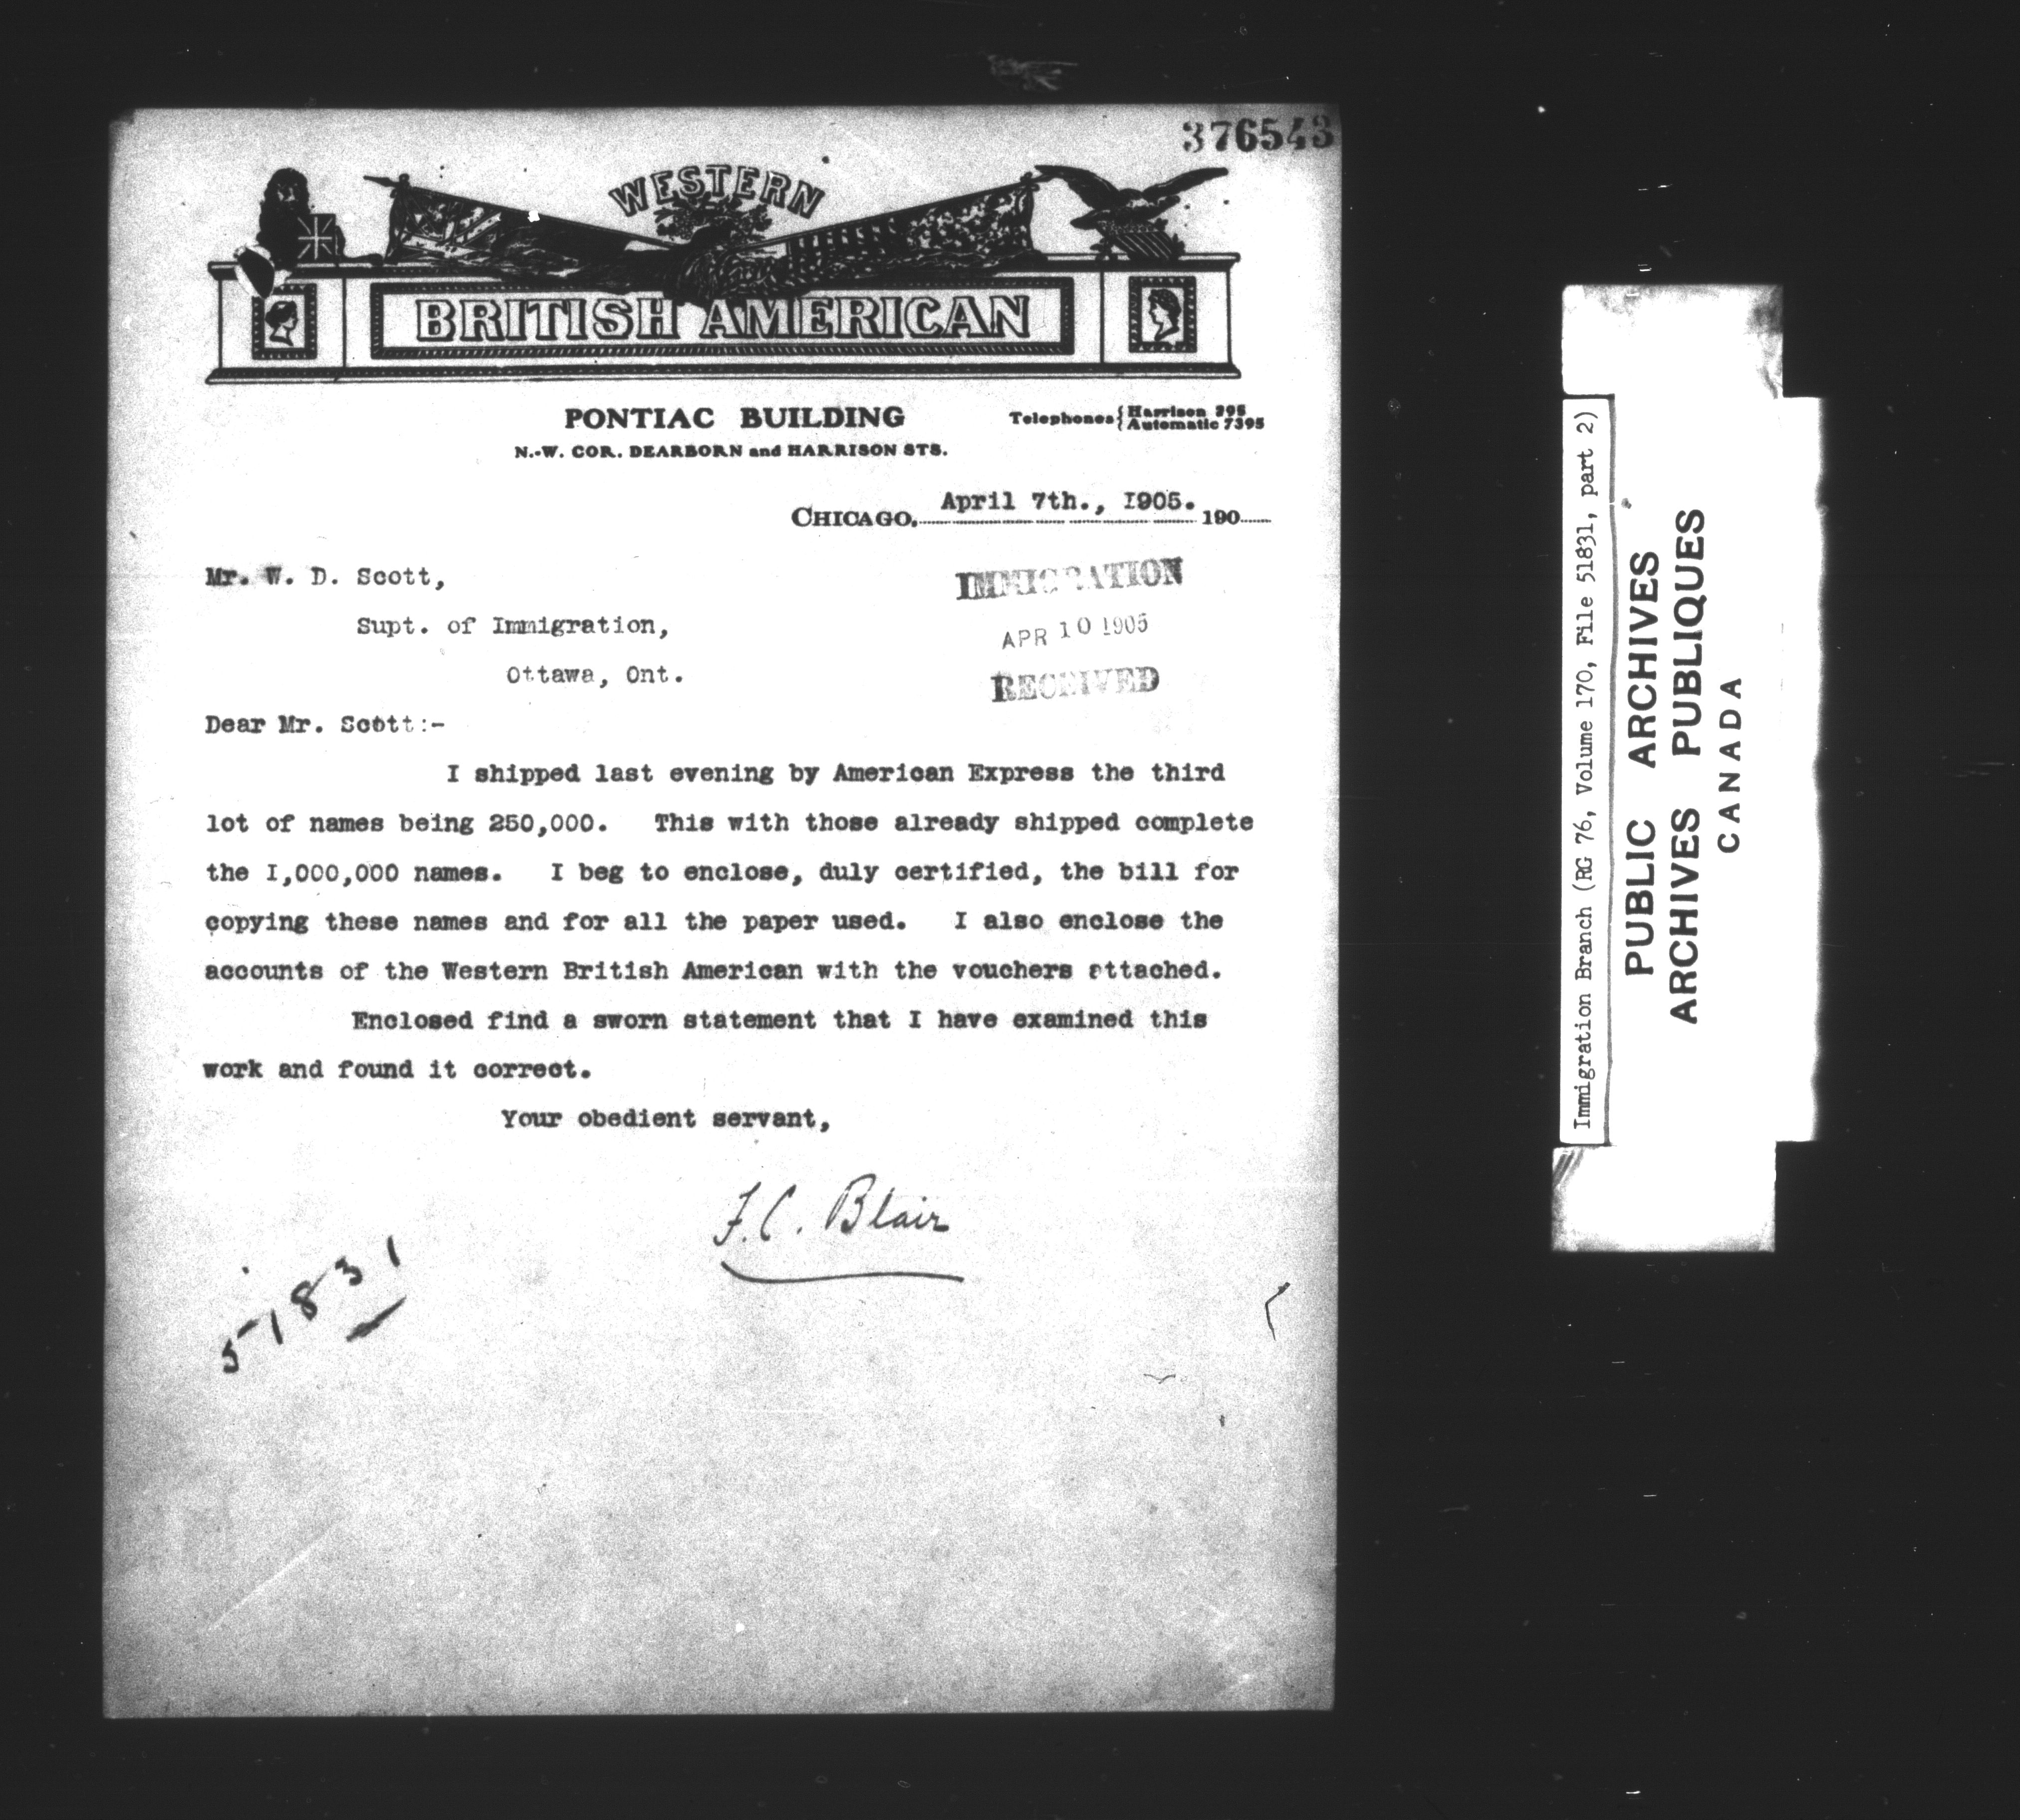 376543
WESTERN
BRITISH AMERICAN
PONTIAC BUILDING
N.-W. COR. DEARBORN and HARRISON STS.
Telephones { Harrison 395
Automatic 7395
CHICAGO, April 7th., 1905. 190
Mr. W. D. Scott,
Supt. of Immigration,
Ottawa, Ont.
IMMIGRATION
APR 10 1905
RECEIVED
Dear Mr. Scott:-
I shipped last evening by American Express the third
lot of names being 250,000. This with those already shipped complete
the 1,000,000 names. I beg to enclose, duly certified, the bill for
copying these names and for all the paper used. I also enclose the
accounts of the Western British American with the vouchers attached.
Enclosed find a sworn statement that I have examined this
work and found it correct.
Your obedient servant,
F. C. Blair
51831
Immigration Branch (RG 76, Volume 170, File 51831, part 2)
PUBLIC ARCHIVES
ARCHIVES PUBLIQUES
CANADA